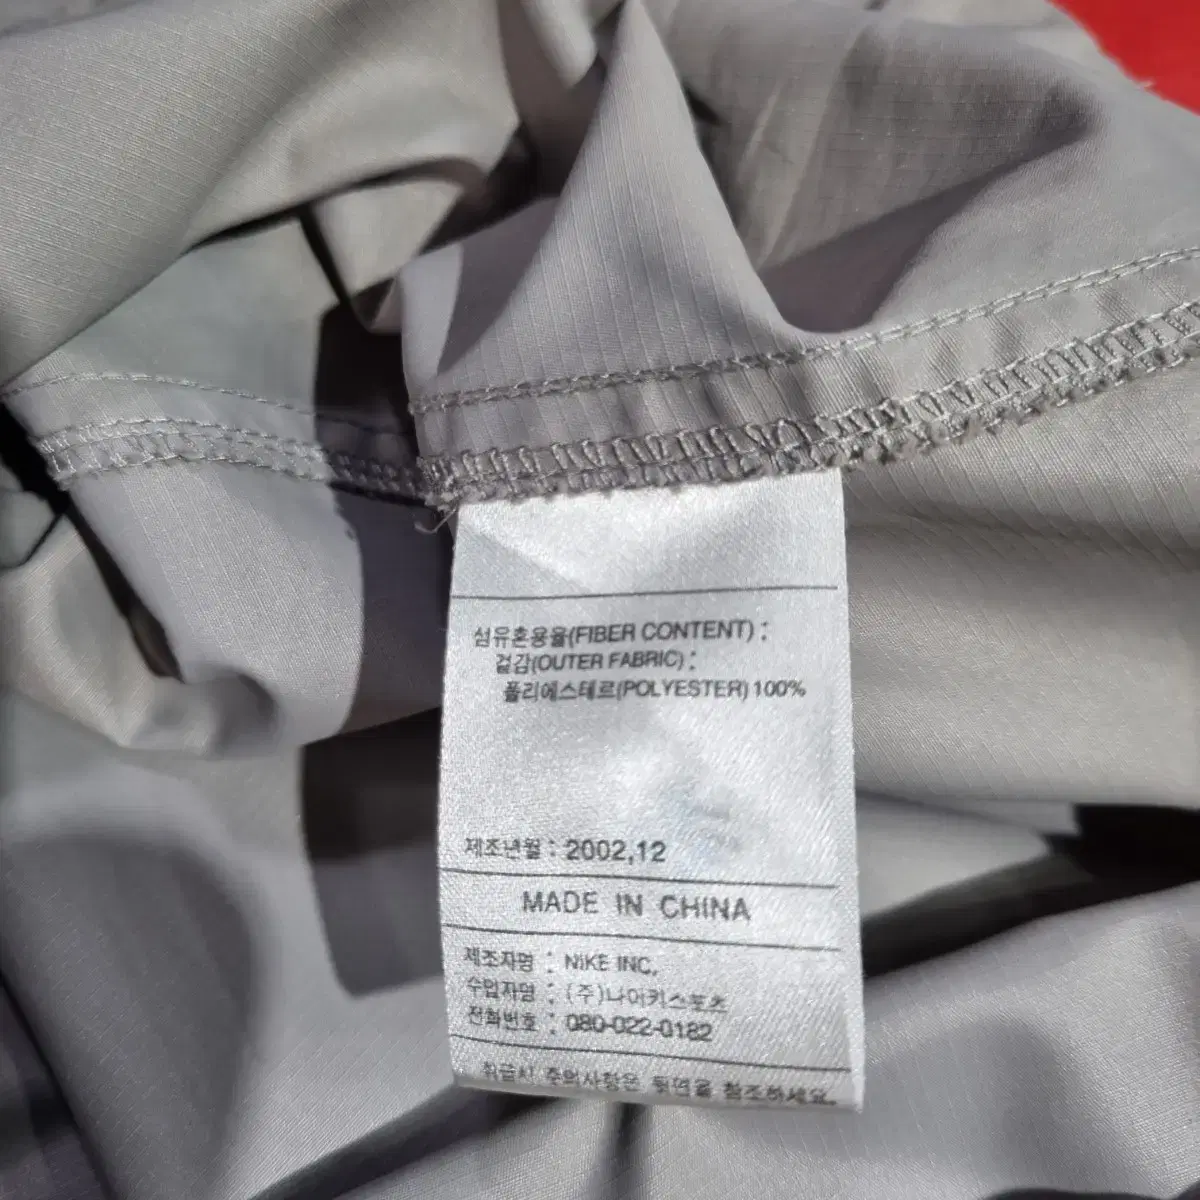 섬유혼용율(FIBER CONTENT) :
겉감(OUTER FABRIC) :
폴리에스테르(POLYESTER) 100%
제조년월 : 2002,12
MADE IN CHINA
제조자명 : NIKE INC.
수입자명 : (주)나이키스포츠
전화번호 : 080-022-0182
취급시 주의사항은 뒷면을 참조하세요.